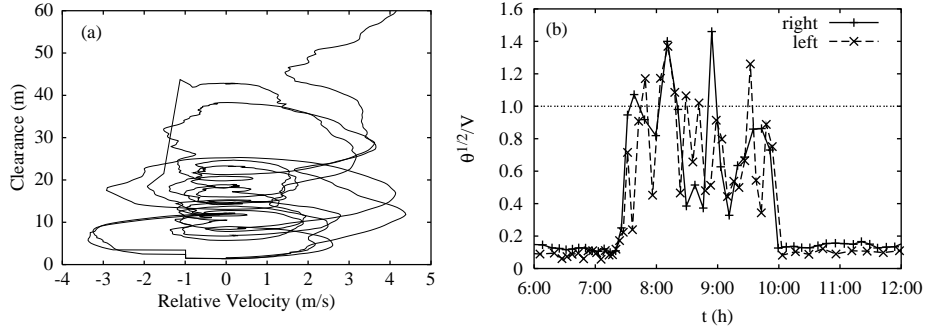 (a)
60
50
40
30
20
10
0
Clearance (m)
-4 -3 -2 -1 0 1 2 3 4 5
Relative Velocity (m/s)
(b)
right
left
1.6
1.4
1.2
1.0
0.8
0.6
0.4
0.2
0
θ^1/2/V
6:00 7:00 8:00 9:00 10:00 11:00 12:00
t (h)